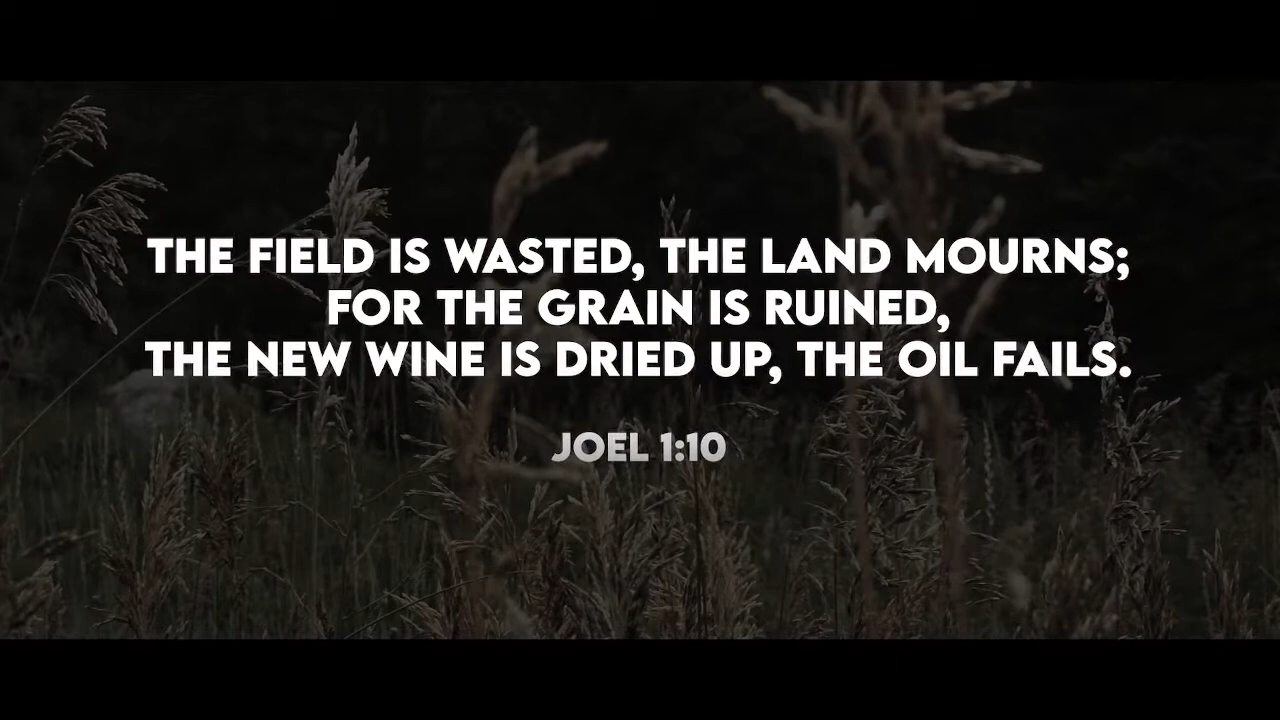 THE FIELD IS WASTED, THE LAND MOURNS;
FOR THE GRAIN IS RUINED,
THE NEW WINE IS DRIED UP, THE OIL FAILS.
JOEL 1:10